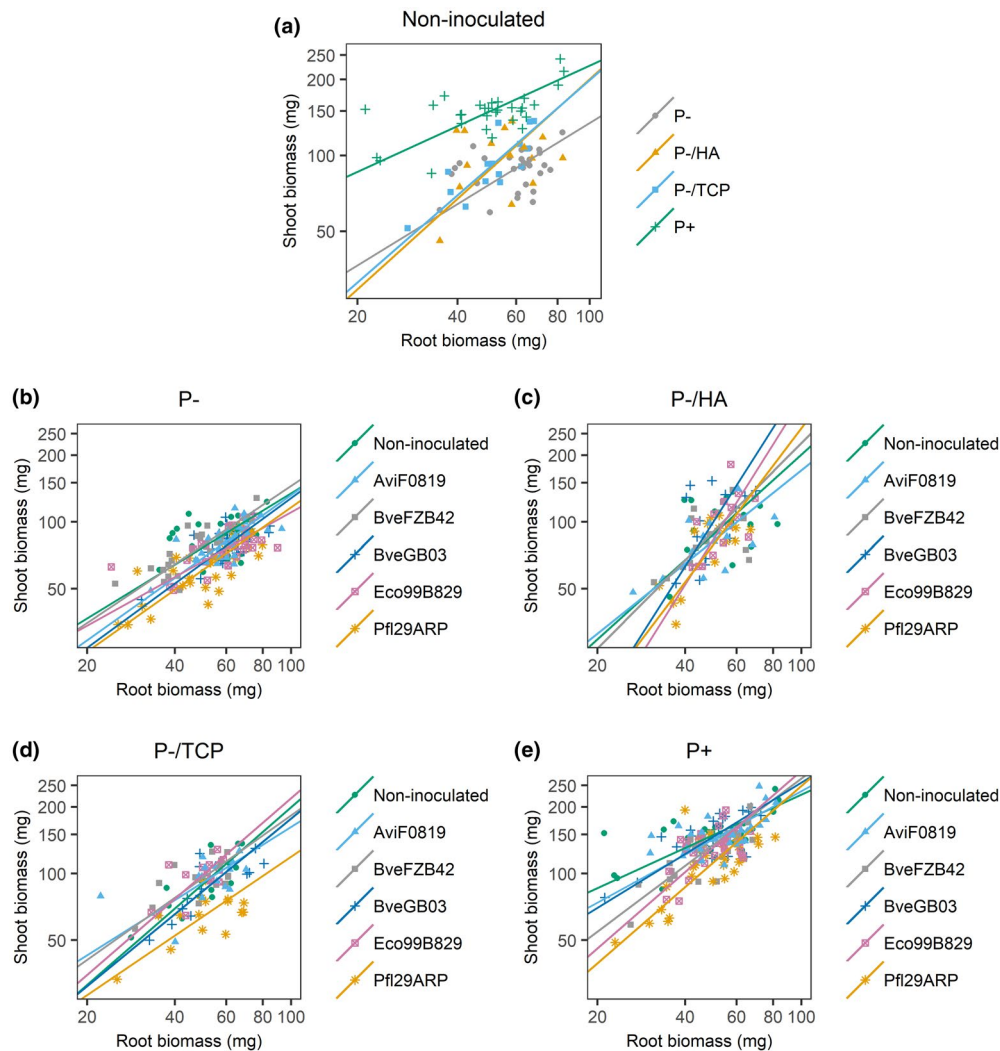 (a) Non-inoculated
250
200
150
100
50
Shoot biomass (mg)
20 40 60 80 100
Root biomass (mg)
P-
P-/HA
P-/TCP
P+
(b) P-
250
150
100
50
Shoot biomass (mg)
20 40 60 80 100
Root biomass (mg)
Non-inoculated
AviF0819
BveFZB42
BveGB03
Eco99B829
Pfl29ARP
(c) P-/HA
250
150
100
50
Shoot biomass (mg)
20 40 60 80 100
Root biomass (mg)
Non-inoculated
AviF0819
BveFZB42
BveGB03
Eco99B829
Pfl29ARP
(d) P-/TCP
250
200
150
100
50
Shoot biomass (mg)
20 40 60 80 100
Root biomass (mg)
Non-inoculated
AviF0819
BveFZB42
BveGB03
Eco99B829
Pfl29ARP
(e) P+
250
200
150
100
50
Shoot biomass (mg)
20 40 60 80 100
Root biomass (mg)
Non-inoculated
AviF0819
BveFZB42
BveGB03
Eco99B829
Pfl29ARP